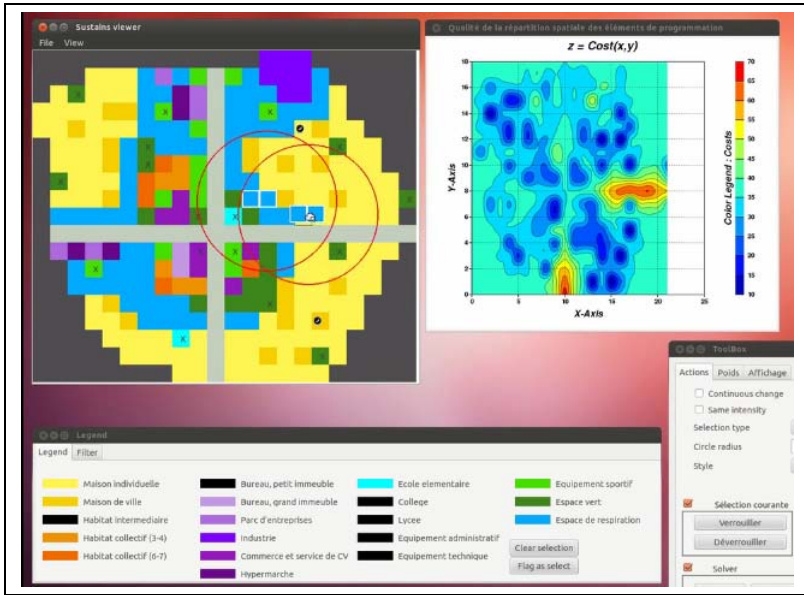 Sustains viewer
File View
Qualité de la répartition spatiale des éléments de programmation
z = Cost(x,y)
Y-Axis
18
16
14
12
10
8
6
4
2
0
0 5 10 15 20 25
X-Axis
70
65
60
55
50
45
40
35
30
25
20
15
10
Color Legend : Costs
X
ToolBox
Actions Poids Affichage
Continuous change
Same intensity
Selection type
Circle radius
Style
Sélection courante
Verrouiller
Déverrouiller
Solver
Legend
Legend Filter
Maison individuelle
Maison de ville
Habitat intermediaire
Habitat collectif (3-4)
Habitat collectif (6-7)
Bureau, petit immeuble
Bureau, grand immeuble
Parc d'entreprises
Industrie
Commerce et service de CV
Hypermarche
Ecole elementaire
College
Lycee
Equipement administratif
Equipement technique
Equipement sportif
Espace vert
Espace de respiration
Clear selection
Flag as select